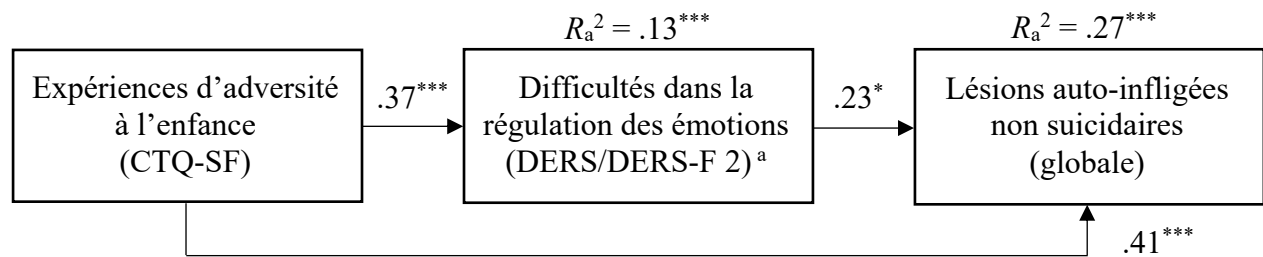 Rₐ² = .13***
Rₐ² = .27***
Expériences d’adversité
à l’enfance
(CTQ-SF)
.37***
Difficultés dans la
régulation des émotions
(DERS/DERS-F 2) ᵃ
.23*
Lésions auto-infligées
non suicidaires
(globale)
.41***